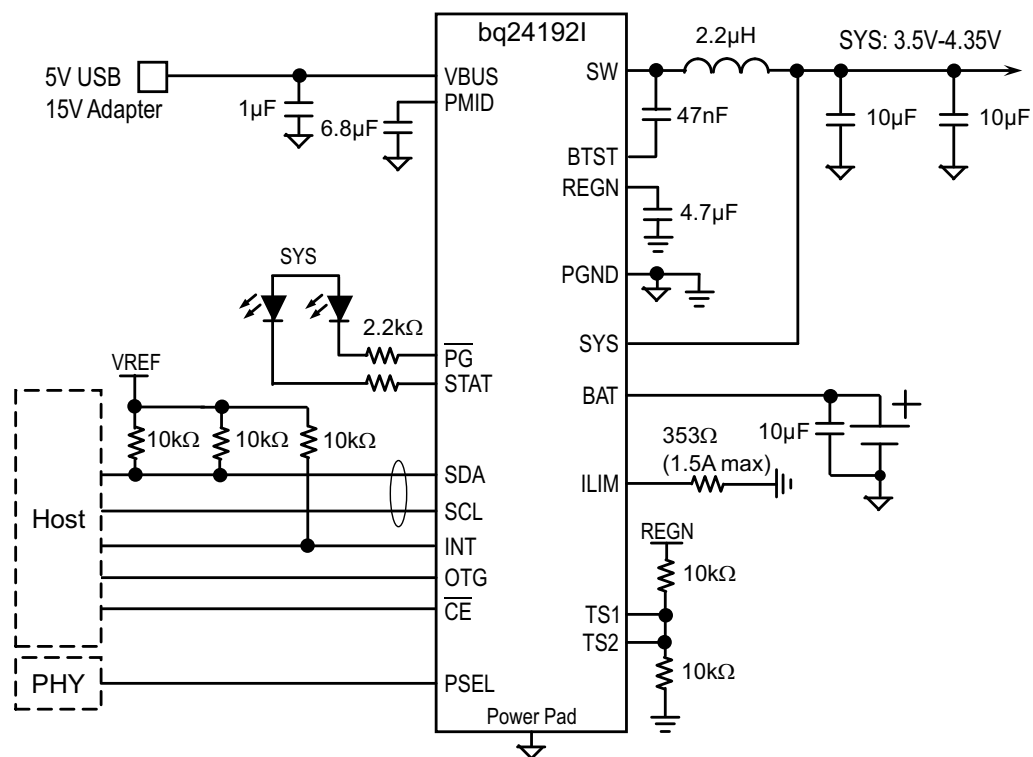 bq24192I
5V USB
15V Adapter
1µF
6.8µF
VBUS
PMID
SW
2.2µH
SYS: 3.5V-4.35V
47nF
10µF
10µF
BTST
REGN
4.7µF
PGND
SYS
SYS
2.2kΩ
PG
STAT
VREF
10kΩ
10kΩ
10kΩ
BAT
10µF
353Ω
(1.5A max)
ILIM
Host
SDA
SCL
INT
OTG
CE
REGN
10kΩ
TS1
TS2
10kΩ
PHY
PSEL
Power Pad